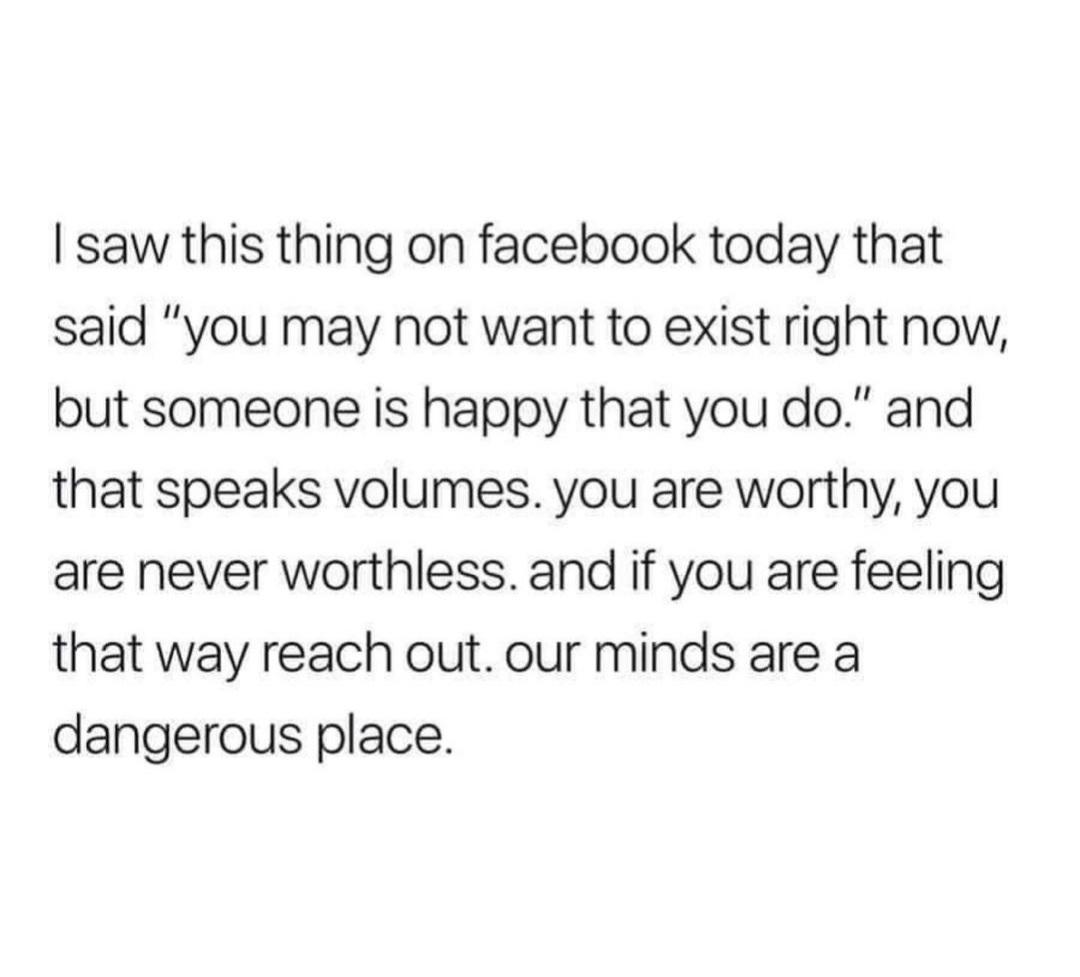 I saw this thing on facebook today that
said "you may not want to exist right now,
but someone is happy that you do." and
that speaks volumes. you are worthy, you
are never worthless. and if you are feeling
that way reach out. our minds are a
dangerous place.